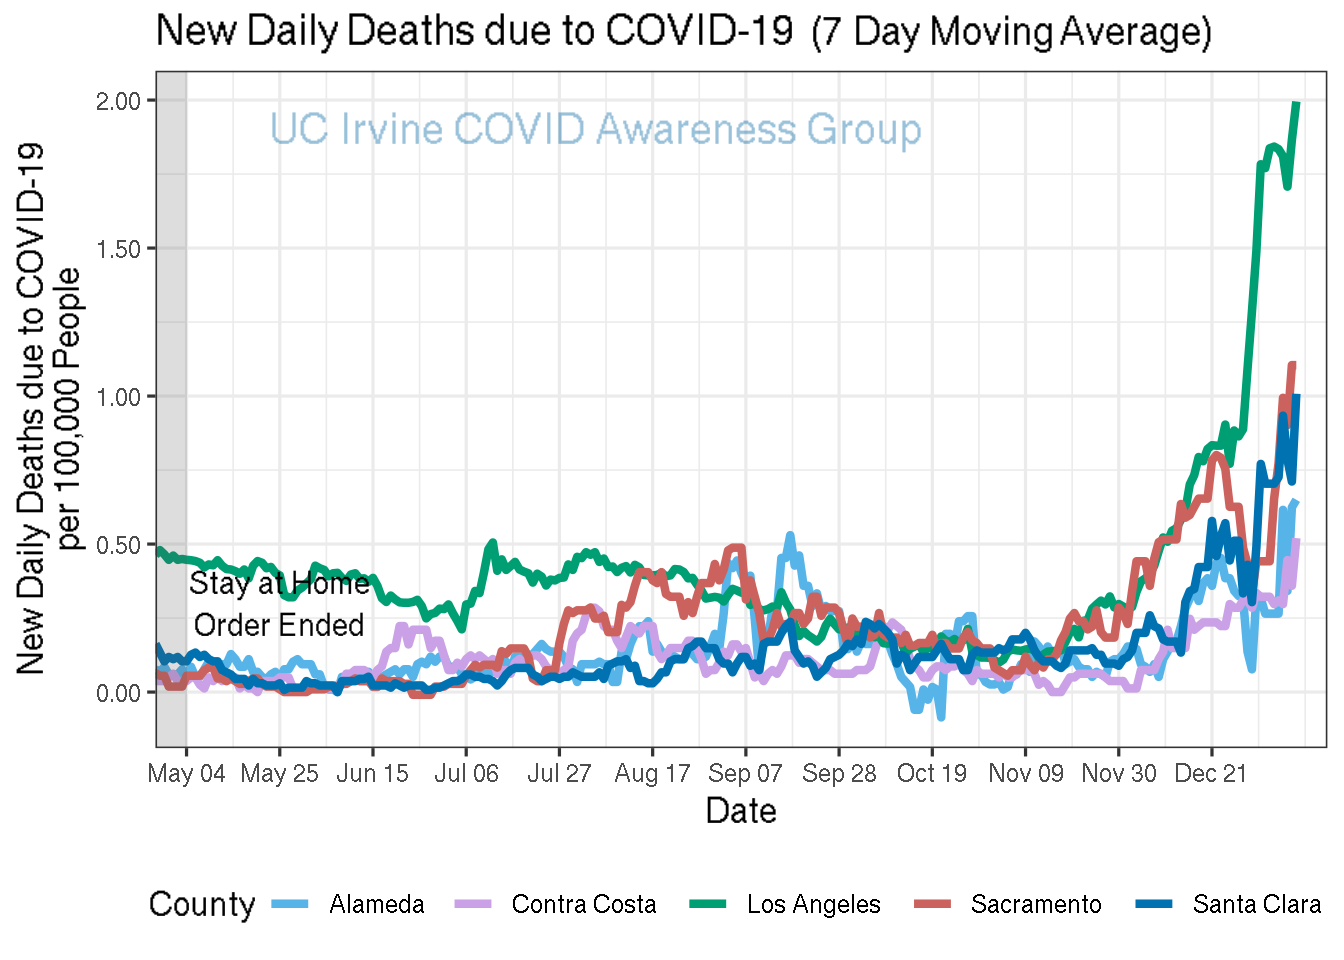 New Daily Deaths due to COVID-19 (7 Day Moving Average)
New Daily Deaths due to COVID-19
per 100,000 People
2.00
1.50
1.00
0.50
0.00
UC Irvine COVID Awareness Group
Stay at Home
Order Ended
May 04 May 25 Jun 15 Jul 06 Jul 27 Aug 17 Sep 07 Sep 28 Oct 19 Nov 09 Nov 30 Dec 21
Date
County Alameda Contra Costa Los Angeles Sacramento Santa Clara